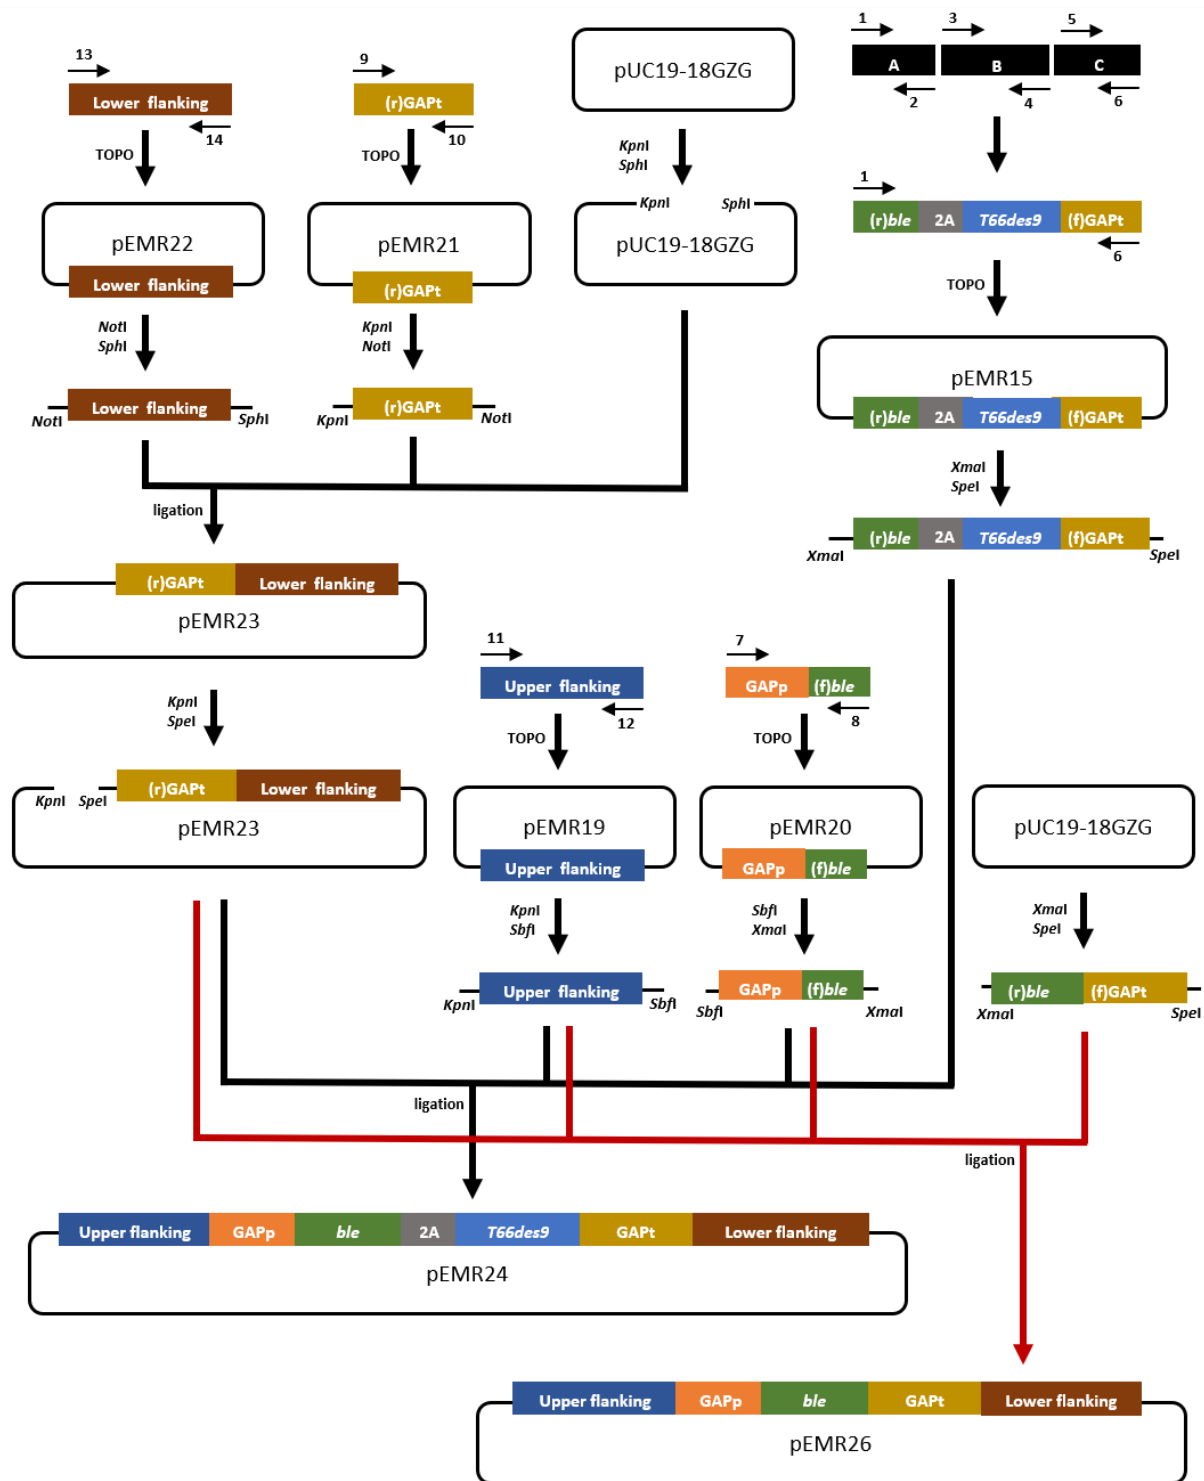 13
Lower flanking
14
TOPO
pEMR22
Lower flanking
NotI
SphI
Lower flanking
NotI
SphI
9
(r)GAPt
10
TOPO
pEMR21
(r)GAPt
KpnI
NotI
(r)GAPt
KpnI
NotI
pUC19-18GZG
KpnI
SphI
KpnI
SphI
pUC19-18GZG
1
3
5
A
B
C
2
4
6
1
(r)ble
2A
T66des9
(f)GAPt
6
TOPO
pEMR15
(r)ble
2A
T66des9
(f)GAPt
XmaI
SpeI
(r)ble
2A
T66des9
(f)GAPt
XmaI
SpeI
ligation
(r)GAPt
Lower flanking
pEMR23
KpnI
SpeI
KpnI
SpeI
(r)GAPt
Lower flanking
pEMR23
11
Upper flanking
12
TOPO
pEMR19
Upper flanking
KpnI
SbfI
Upper flanking
KpnI
SbfI
7
GAPp
(f)ble
8
TOPO
pEMR20
GAPp
(f)ble
SbfI
XmaI
GAPp
(f)ble
SbfI
XmaI
pUC19-18GZG
XmaI
SpeI
(r)ble
(f)GAPt
XmaI
SpeI
ligation
ligation
Upper flanking
GAPp
ble
2A
T66des9
GAPt
Lower flanking
pEMR24
Upper flanking
GAPp
ble
GAPt
Lower flanking
pEMR26